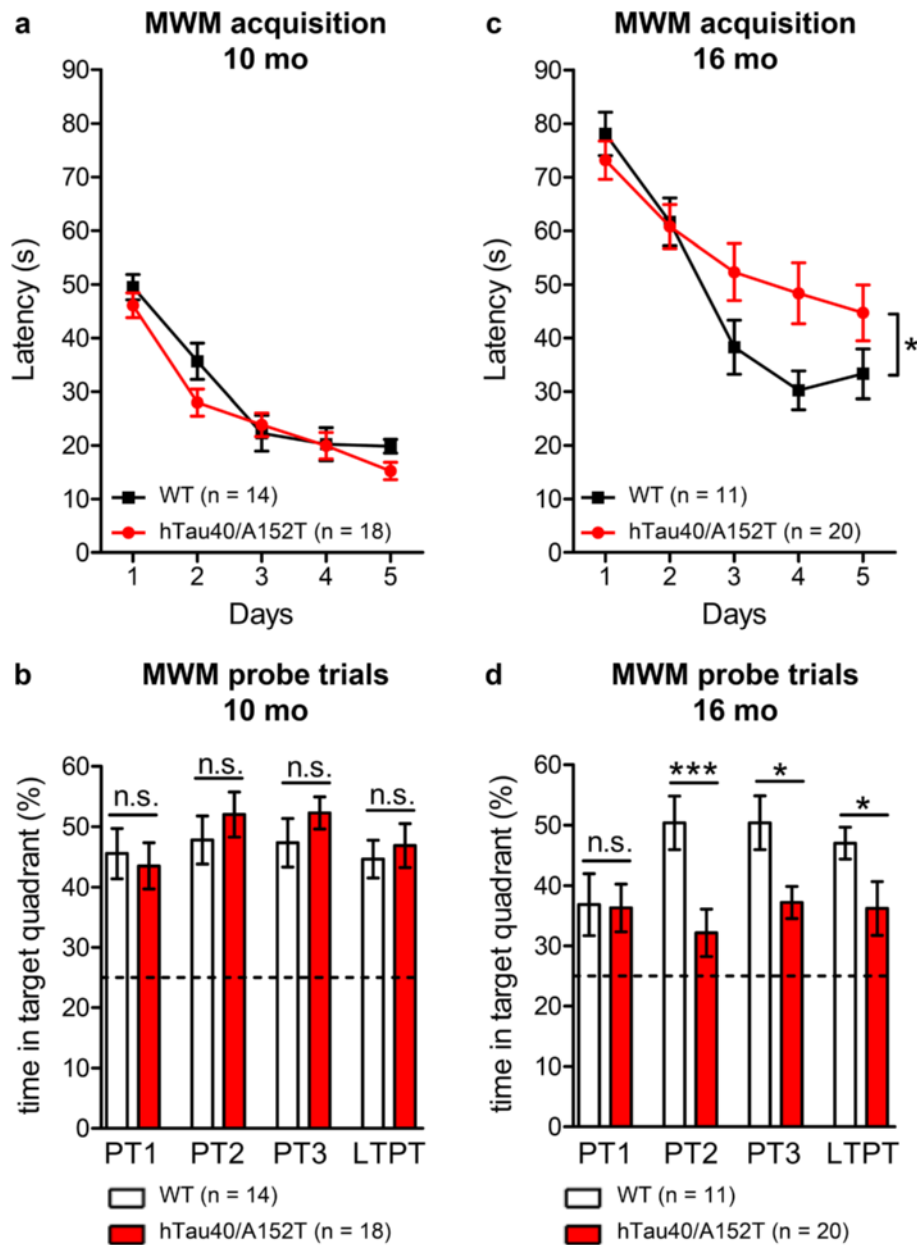 a
MWM acquisition
10 mo
Latency (s)
90
80
70
60
50
40
30
20
10
0
WT (n = 14)
hTau40/A152T (n = 18)
1 2 3 4 5
Days
c
MWM acquisition
16 mo
Latency (s)
90
80
70
60
50
40
30
20
10
0
*
WT (n = 11)
hTau40/A152T (n = 20)
1 2 3 4 5
Days
b
MWM probe trials
10 mo
time in target quadrant (%)
60
50
40
30
20
10
0
n.s. n.s. n.s. n.s.
PT1 PT2 PT3 LTPT
WT (n = 14)
hTau40/A152T (n = 18)
d
MWM probe trials
16 mo
time in target quadrant (%)
60
50
40
30
20
10
0
n.s. *** * *
PT1 PT2 PT3 LTPT
WT (n = 11)
hTau40/A152T (n = 20)